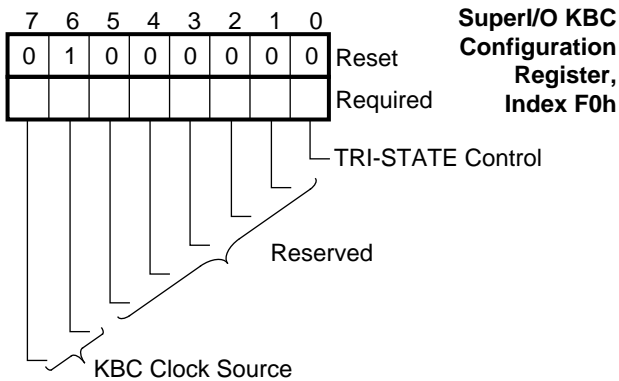 7 6 5 4 3 2 1 0
0 1 0 0 0 0 0 0 Reset
Required
SuperI/O KBC
Configuration
Register,
Index F0h
TRI-STATE Control
Reserved
KBC Clock Source